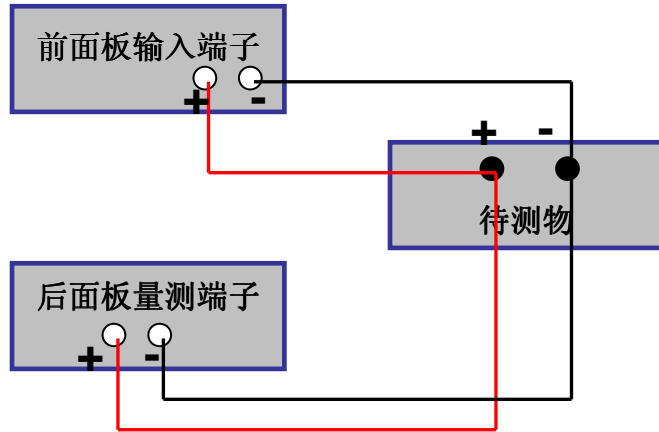 前面板输入端子
+ -
+ -
待测物
后面板量测端子
+ -